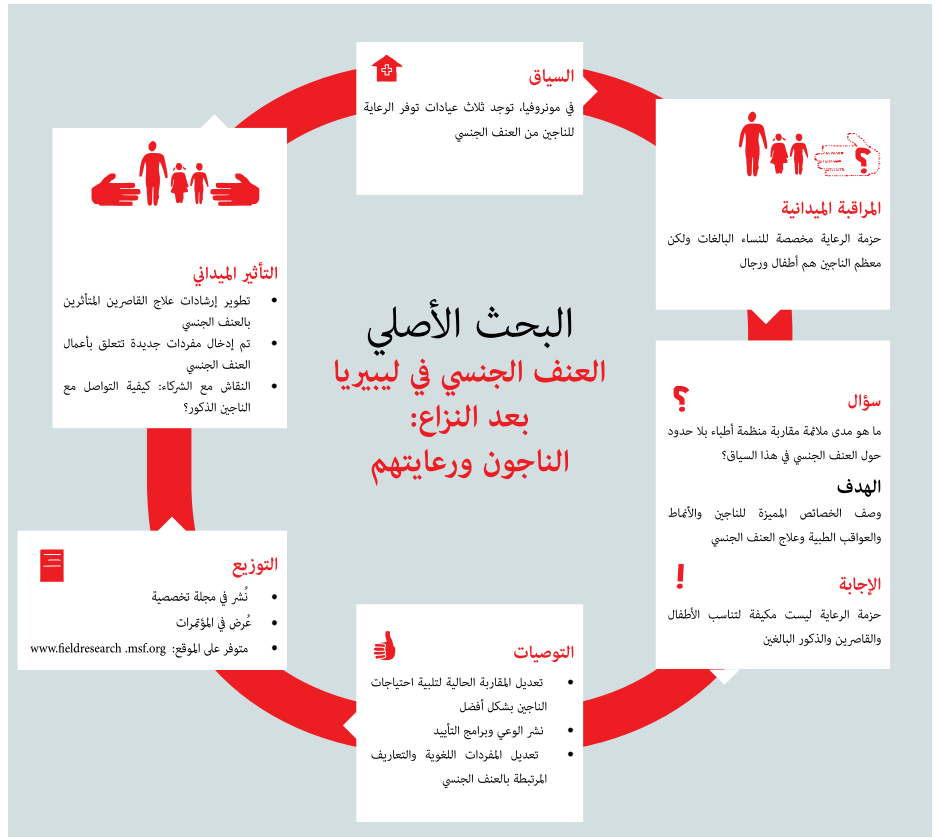 السياق
في مونروفيا، توجد ثلاث عيادات توفر الرعاية
للناجين من العنف الجنسي
؟
المراقبة الميدانية
حزمة الرعاية مخصصة للنساء البالغات ولكن
معظم الناجين هم أطفال ورجال
سؤال ؟
ما هو مدى ملائمة مقاربة منظمة أطباء بلا حدود
حول العنف الجنسي في هذا السياق؟
الهدف
وصف الخصائص المميزة للناجين والأنماط
والعواقب الطبية وعلاج العنف الجنسي
الإجابة !
حزمة الرعاية ليست مكيفة لتناسب الأطفال
والقاصرين والذكور البالغين
التوصيات
• تعديل المقاربة الحالية لتلبية احتياجات
الناجين بشكل أفضل
• نشر الوعي وبرامج التأييد
• تعديل المفردات اللغوية والتعاريف
المرتبطة بالعنف الجنسي
التوزيع
• نُشر في مجلة تخصصية
• عُرض في المؤتمرات
• متوفر على الموقع: www.fieldresearch .msf.org
التأثير الميداني
• تطوير إرشادات علاج القاصرين المتأثرين
بالعنف الجنسي
• تم إدخال مفردات جديدة تتعلق بأعمال
العنف الجنسي
• النقاش مع الشركاء: كيفية التواصل مع
الناجين الذكور؟
البحث الأصلي
العنف الجنسي في ليبيريا
بعد النزاع:
الناجون ورعايتهم